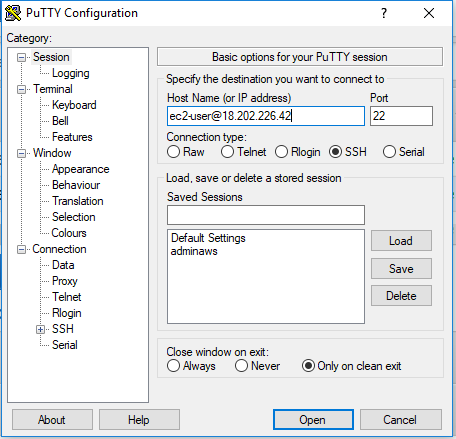 PuTTY Configuration
?
Category:
Session
Logging
Terminal
Keyboard
Bell
Features
Window
Appearance
Behaviour
Translation
Selection
Colours
Connection
Data
Proxy
Telnet
Rlogin
SSH
Serial
Basic options for your PuTTY session
Specify the destination you want to connect to
Host Name (or IP address) Port
ec2-user@18.202.226.42 22
Connection type:
Raw Telnet Rlogin SSH Serial
Load, save or delete a stored session
Saved Sessions
Default Settings
adminaws
Load
Save
Delete
Close window on exit:
Always Never Only on clean exit
About Help Open Cancel